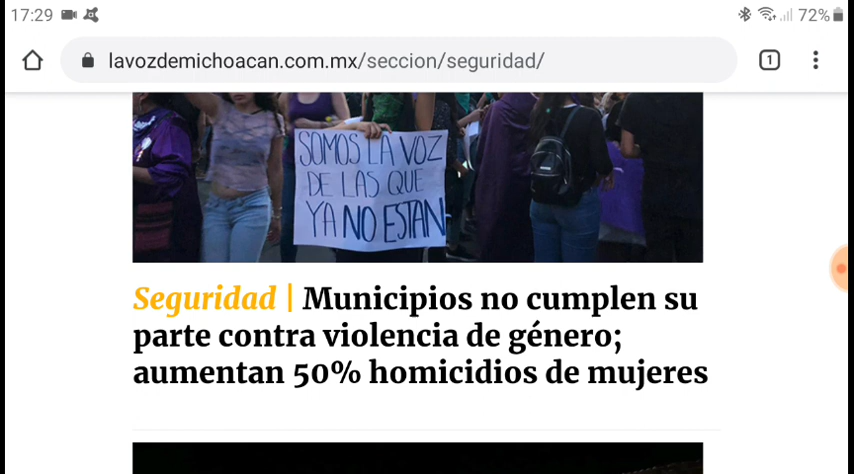 17:29
72%
lavozdemichoacan.com.mx/seccion/seguridad/
1
SOMOS LA VOZ
DE LAS QUE
YA NO ESTAN
Seguridad | Municipios no cumplen su
parte contra violencia de género;
aumentan 50% homicidios de mujeres